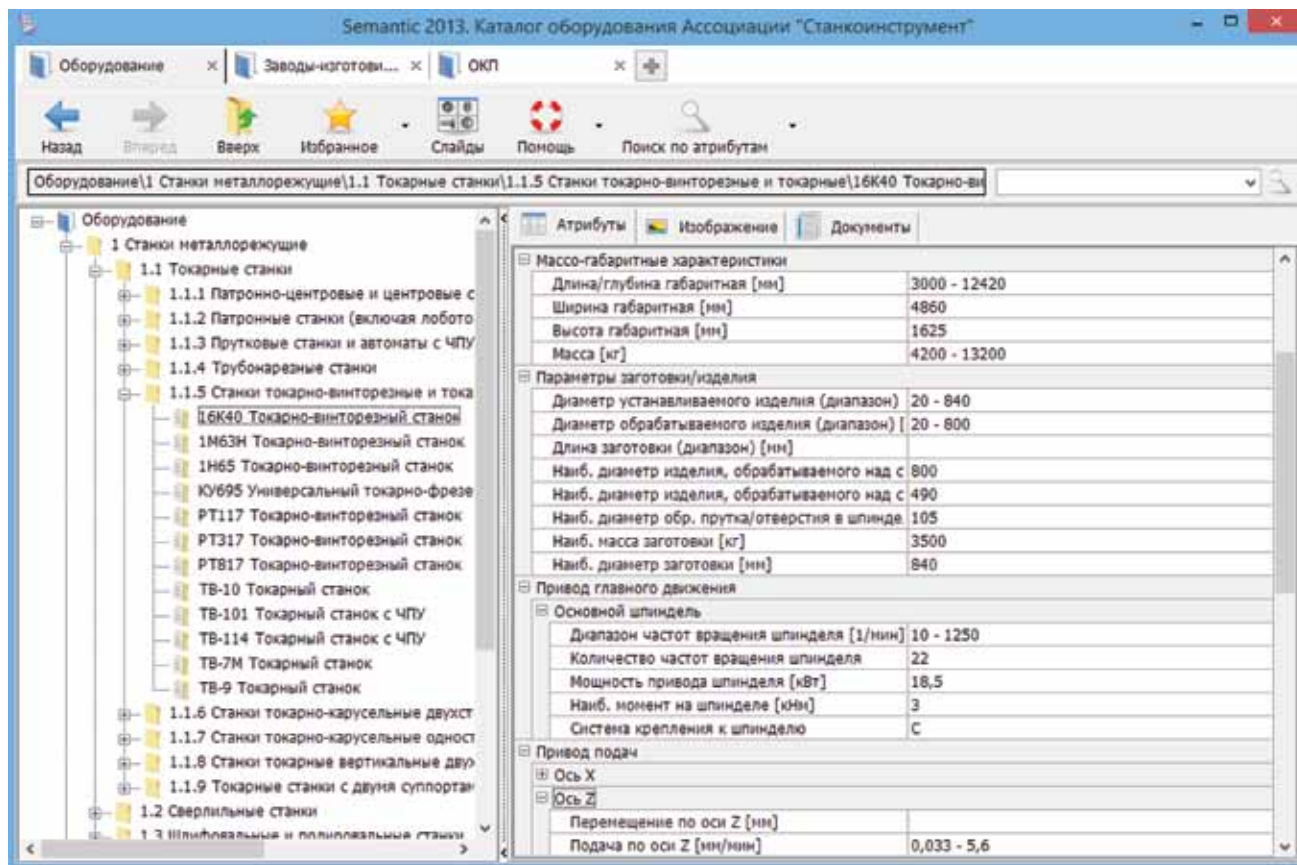 Semantic 2013. Каталог оборудования Ассоциации "Станкоинструмент"
Оборудование
Заводы-изготови...
ОКП
Назад
Вперед
Вверх
Избранное
Слайды
Помощь
Поиск по атрибутам
Оборудование\1 Станки металлорежущие\1.1 Токарные станки\1.1.5 Станки токарно-винторезные и токарные\16К40 Токарно-ви
Оборудование
1 Станки металлорежущие
1.1 Токарные станки
1.1.1 Патронно-центровые и центровые с
1.1.2 Патронные станки (включая лобото
1.1.3 Прутковые станки и автоматы с ЧПУ
1.1.4 Трубонарезные станки
1.1.5 Станки токарно-винторезные и тока
16К40 Токарно-винторезный станок
1М63Н Токарно-винторезный станок
1Н65 Токарно-винторезный станок
КУ695 Универсальный токарно-фрезе
РТ117 Токарно-винторезный станок
РТ317 Токарно-винторезный станок
РТ817 Токарно-винторезный станок
ТВ-10 Токарный станок
ТВ-101 Токарный станок с ЧПУ
ТВ-114 Токарный станок с ЧПУ
ТВ-7М Токарный станок
ТВ-9 Токарный станок
1.1.6 Станки токарно-карусельные двухст
1.1.7 Станки токарно-карусельные одност
1.1.8 Станки токарные вертикальные дву
1.1.9 Токарные станки с двумя суппортам
1.2 Сверлильные станки
1.3 Шлифовальные и полировальные станки
Атрибуты
Изображение
Документы
Массо-габаритные характеристики
Длина/глубина габаритная [мм] 3000 - 12420
Ширина габаритная [мм] 4860
Высота габаритная [мм] 1625
Масса [кг] 4200 - 13200
Параметры заготовки/изделия
Диаметр устанавливаемого изделия (диапазон) 20 - 840
Диаметр обрабатываемого изделия (диапазон) [ 20 - 800
Длина заготовки (диапазон) [мм]
Наиб. диаметр изделия, обрабатываемого над с 800
Наиб. диаметр изделия, обрабатываемого над с 490
Наиб. диаметр обр. прутка/отверстия в шпинде 105
Наиб. масса заготовки [кг] 3500
Наиб. диаметр заготовки [мм] 840
Привод главного движения
Основной шпиндель
Диапазон частот вращения шпинделя [1/мин] 10 - 1250
Количество частот вращения шпинделя 22
Мощность привода шпинделя [кВт] 18,5
Наиб. момент на шпинделе [кНм] 3
Система крепления к шпинделю С
Привод подач
Ось X
Ось Z
Перемещение по оси Z [мм]
Подача по оси Z [мм/мин] 0,033 - 5,6